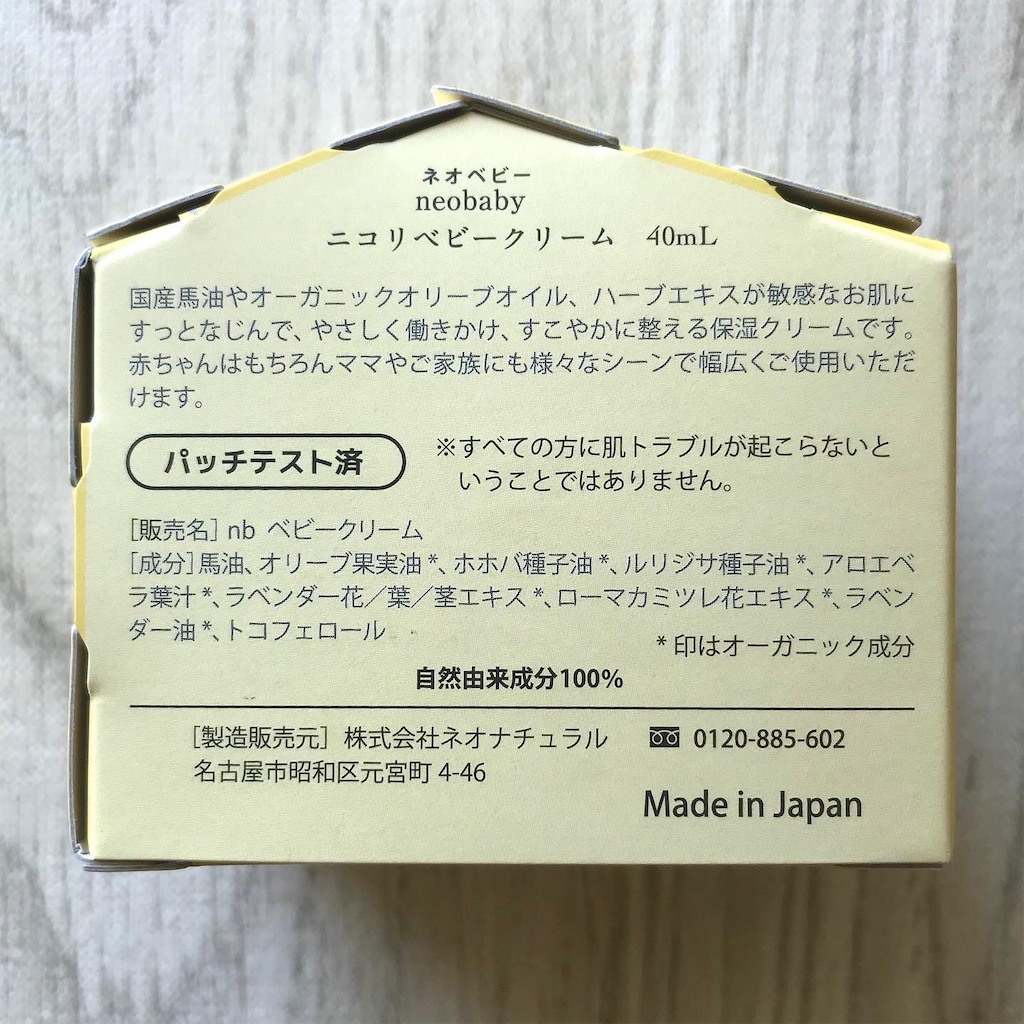 ネオベビー
neobaby
ニコリベビークリーム 40mL
国産馬油やオーガニックオリーブオイル、ハーブエキスが敏感なお肌に
すっとなじんで、やさしく働きかけ、すこやかに整える保湿クリームです。
赤ちゃんはもちろんママやご家族にも様々なシーンで幅広くご使用いただ
けます。
パッチテスト済
※すべての方に肌トラブルが起こらないと
いうことではありません。
[販売名] nb ベビークリーム
[成分]馬油、オリーブ果実油*、ホホバ種子油*、ルリジサ種子油*、アロエベ
ラ葉汁*、ラベンダー花／葉／茎エキス*、ローマカミツレ花エキス*、ラベン
ダー油*、トコフェロール
*印はオーガニック成分
自然由来成分100%
[製造販売元] 株式会社ネオナチュラル 0120-885-602
名古屋市昭和区元宮町 4-46
Made in Japan